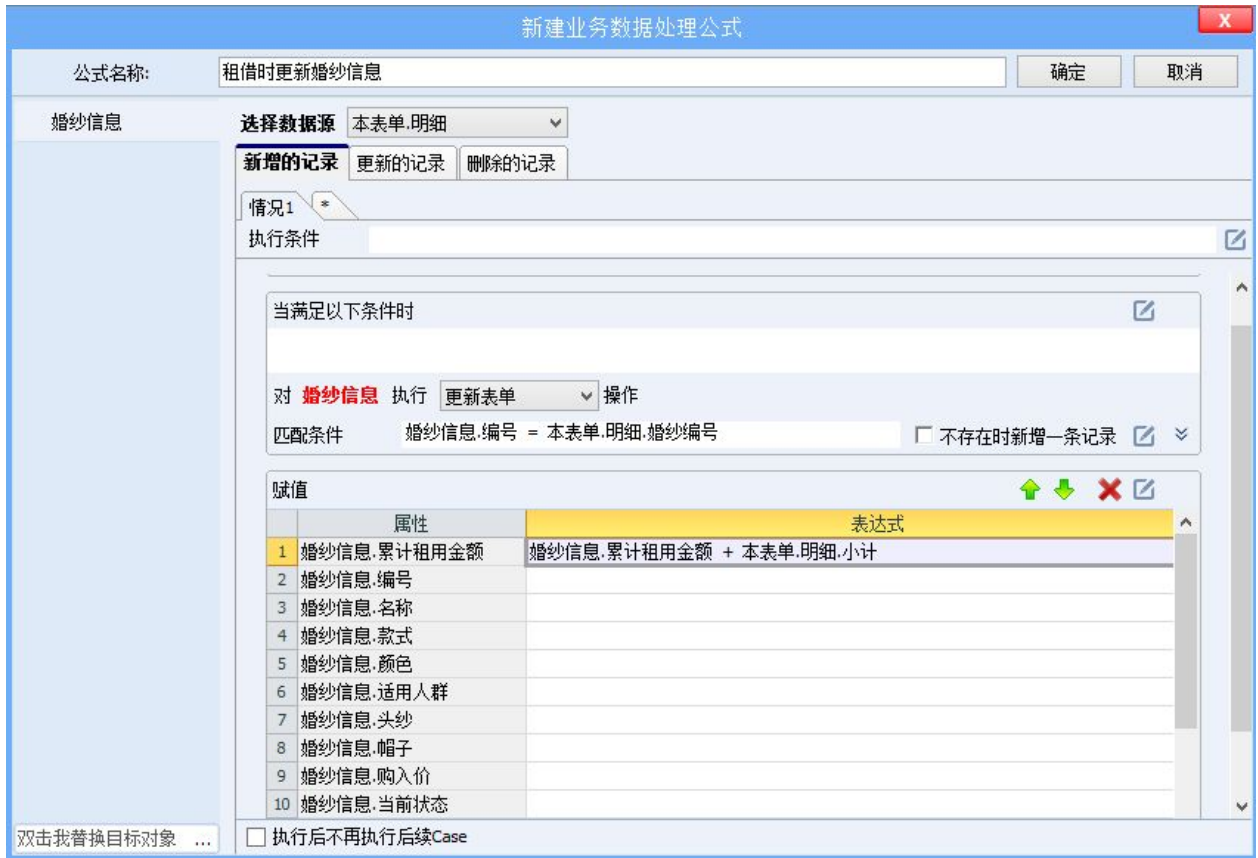 新建业务数据处理公式
X
公式名称: 租借时更新婚纱信息 确定 取消
婚纱信息
选择数据源 本表单.明细
新增的记录 更新的记录 删除的记录
情况1 *
执行条件
当满足以下条件时
对 婚纱信息 执行 更新表单 操作
匹配条件 婚纱信息.编号 = 本表单.明细.婚纱编号 不存在时新增一条记录
赋值
属性 表达式
1 婚纱信息.累计租用金额 婚纱信息.累计租用金额 + 本表单.明细.小计
2 婚纱信息.编号
3 婚纱信息.名称
4 婚纱信息.款式
5 婚纱信息.颜色
6 婚纱信息.适用人群
7 婚纱信息.头纱
8 婚纱信息.帽子
9 婚纱信息.购入价
10 婚纱信息.当前状态
双击我替换目标对象 ...
执行后不再执行后续Case